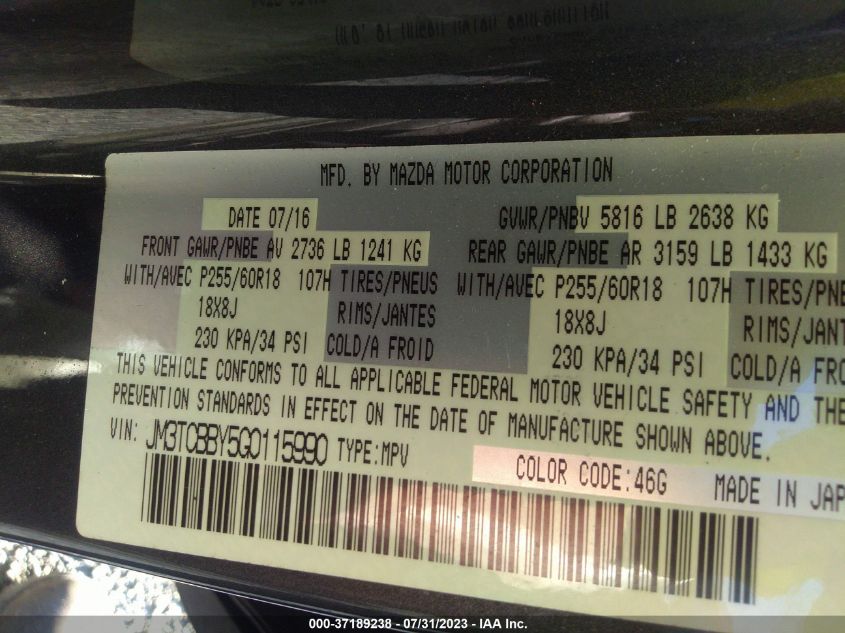 MFD. BY MAZDA MOTOR CORPORATION
DATE 07/16 GVWR/PNBV 5816 LB 2638 KG
FRONT GAWR/PNBE AV 2736 LB 1241 KG REAR GAWR/PNBE AR 3159 LB 1433 KG
WITH/AVEC P255/60R18 107H TIRES/PNEUS WITH/AVEC P255/60R18 107H TIRES/PNE
18X8J RIMS/JANTES 18X8J RIMS/JANT
230 KPA/34 PSI COLD/A FROID 230 KPA/34 PSI COLD/A FRO
THIS VEHICLE CONFORMS TO ALL APPLICABLE FEDERAL MOTOR VEHICLE SAFETY AND THE
PREVENTION STANDARDS IN EFFECT ON THE DATE OF MANUFACTURE SHOWN ABOVE.
VIN: JM3TCBBY5G0115990 TYPE:MPV
COLOR CODE:46G MADE IN JAP
000-37189238 - 07/31/2023 - IAA Inc.